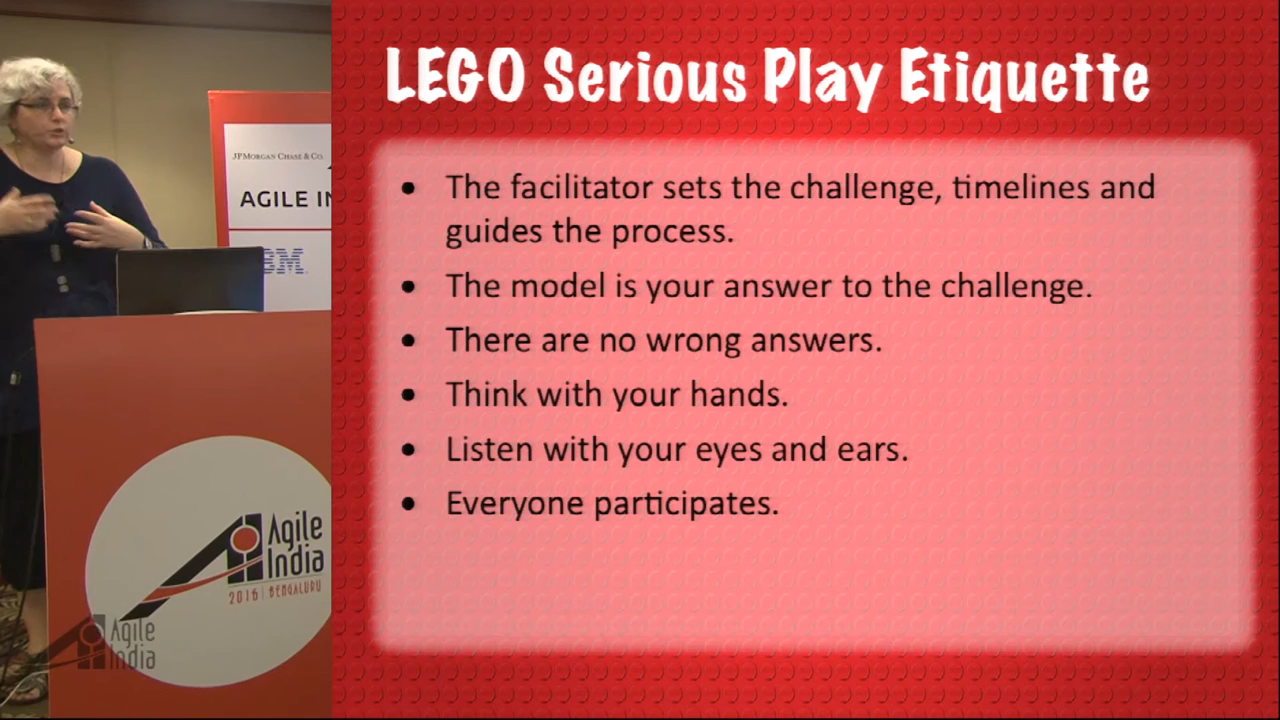 LEGO Serious Play Etiquette
• The facilitator sets the challenge, timelines and
guides the process.
• The model is your answer to the challenge.
• There are no wrong answers.
• Think with your hands.
• Listen with your eyes and ears.
• Everyone participates.
JPMORGAN CHASE & CO.
AGILE IN
IBM
Agile
India
2016 | BENGALURU
Agile
India